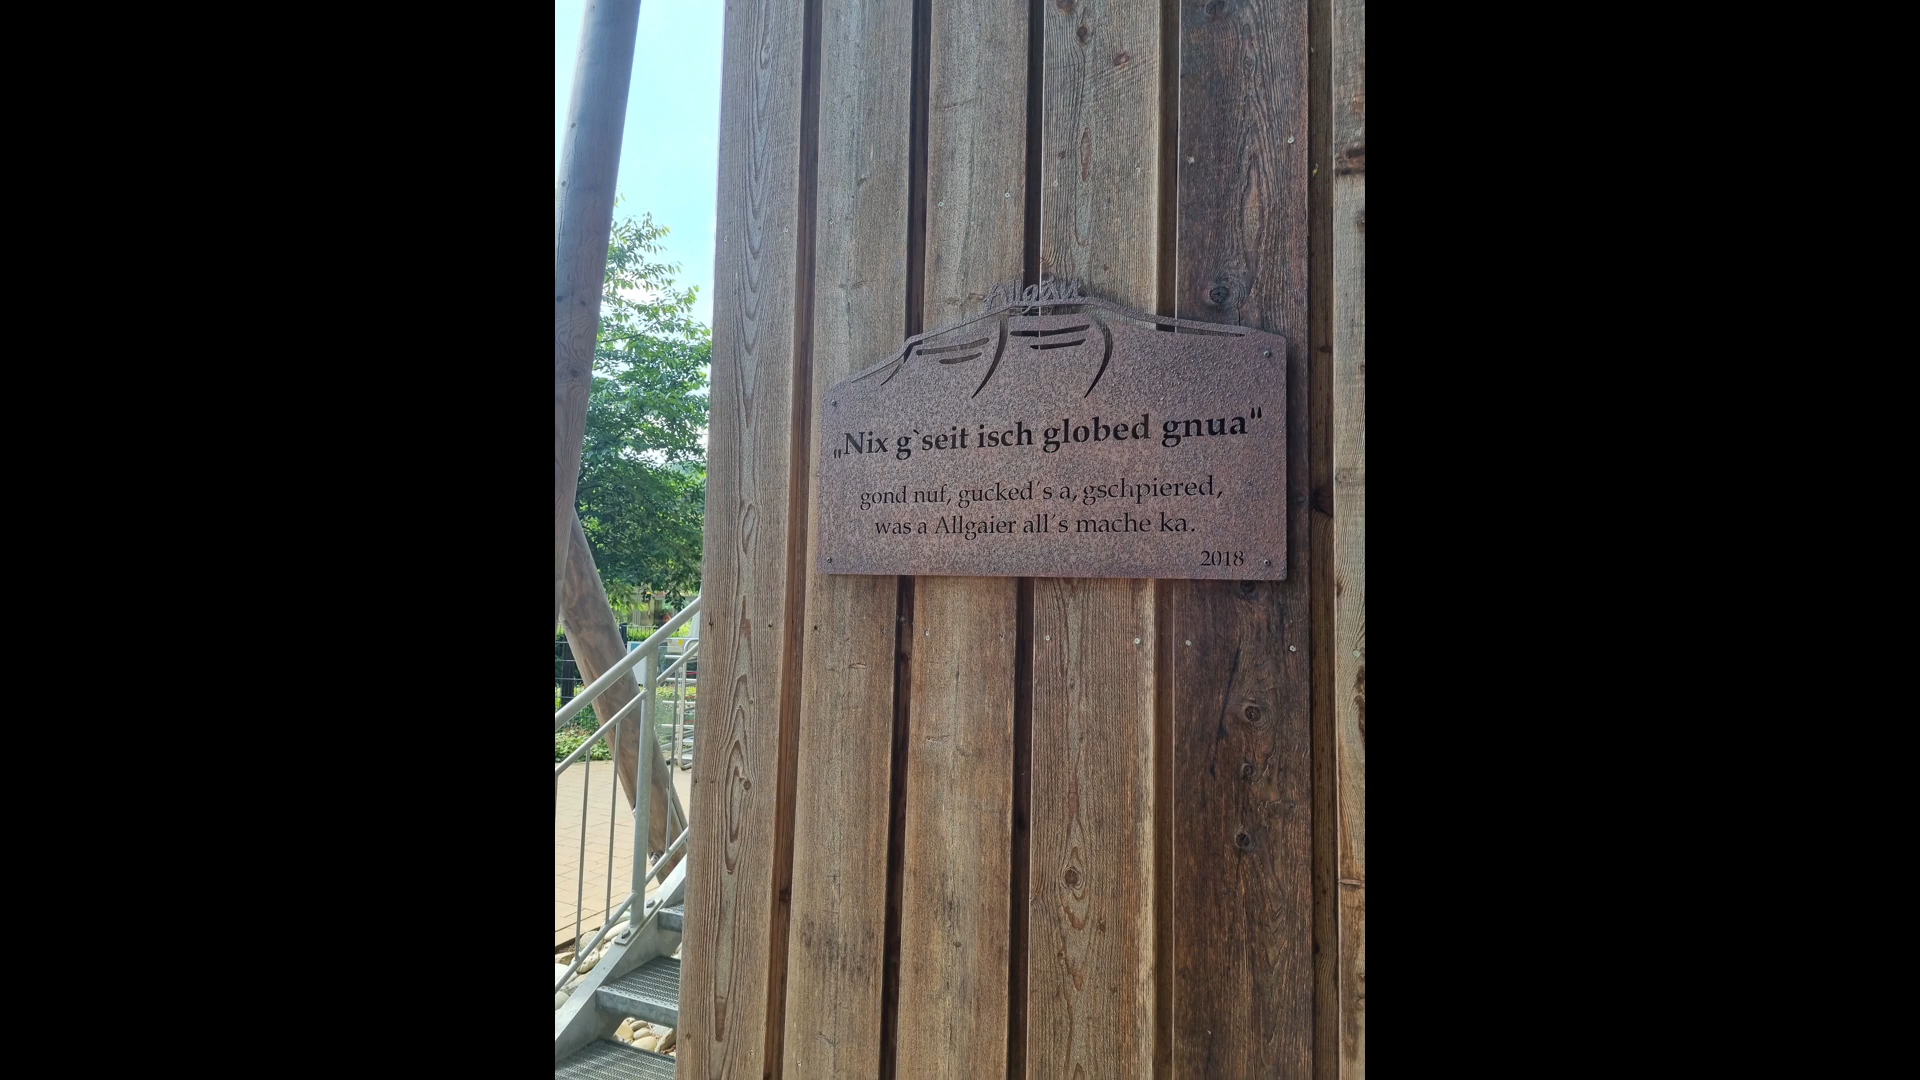 Allgäu
„Nix g`seit isch globed gnua"
gond nuf, gucked´s a, gschpiered,
was a Allgaier all´s mache ka.
2018